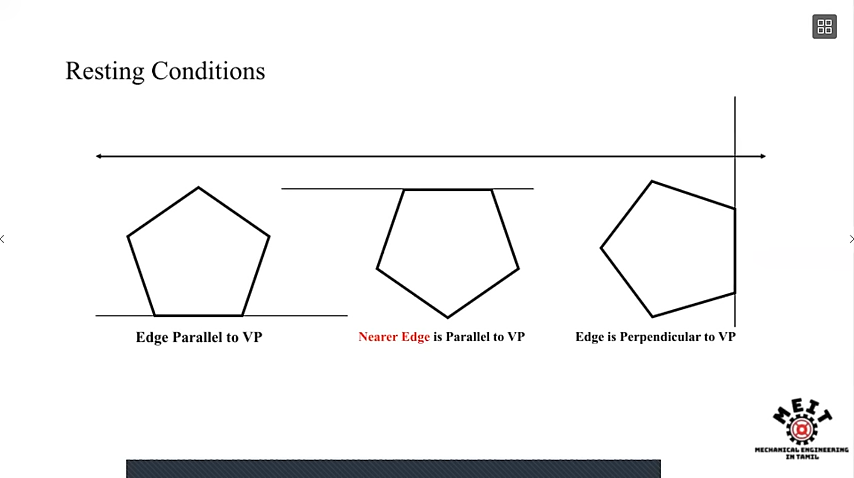 Resting Conditions
Edge Parallel to VP
Nearer Edge is Parallel to VP
Edge is Perpendicular to VP
MEIT
MECHANICAL ENGINEERING
IN TAMIL